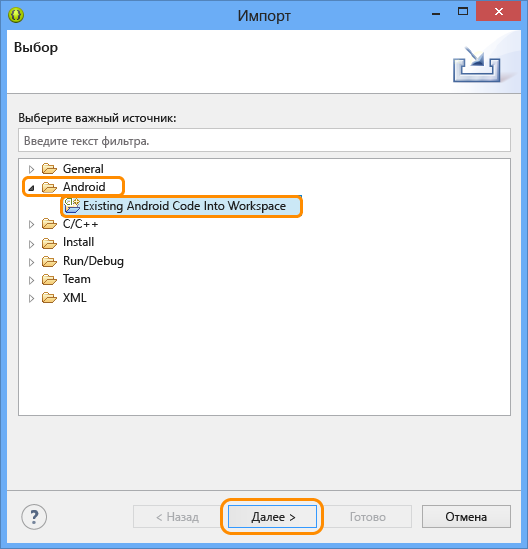 Импорт
Выбор
Выберите важный источник:
Введите текст фильтра.
General
Android
Existing Android Code Into Workspace
C/C++
Install
Run/Debug
Team
XML
?
< Назад
Далее >
Готово
Отмена